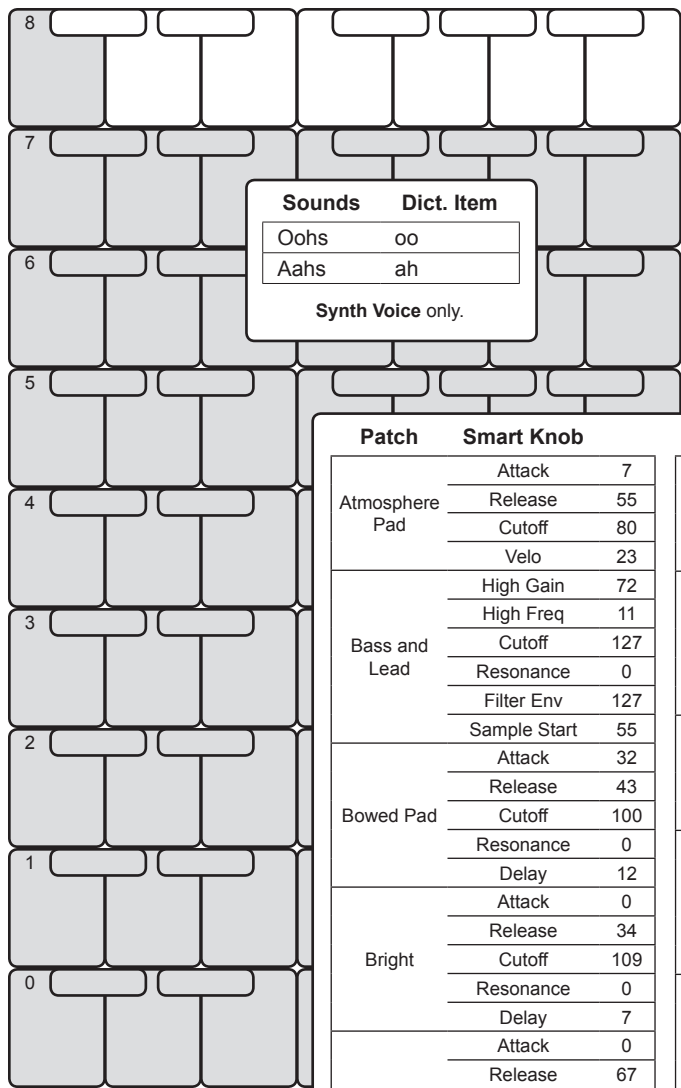 8
7
Sounds Dict. Item
Oohs oo
Aahs ah
Synth Voice only.
6
5
Patch Smart Knob
Atmosphere Pad
Attack 7
Release 55
Cutoff 80
Velo 23
Bass and Lead
High Gain 72
High Freq 11
Cutoff 127
Resonance 0
Filter Env 127
Sample Start 55
Bowed Pad
Attack 32
Release 43
Cutoff 100
Resonance 0
Delay 12
Bright
Attack 0
Release 34
Cutoff 109
Resonance 0
Delay 7
Attack 0
Release 67
4
3
2
1
0